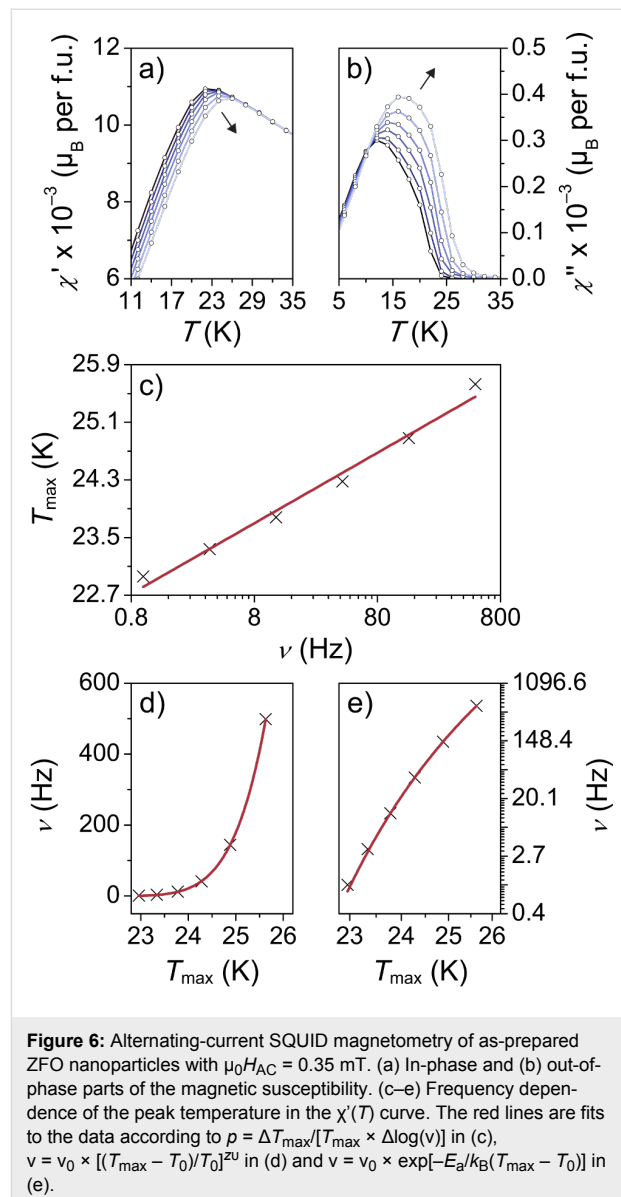 a)
12
11
10
9
8
7
6
χ' x 10⁻³ (μB per f.u.)
11 17 23 29 35
T (K)
b)
0.5
0.4
0.3
0.2
0.1
0.0
χ'' x 10⁻³ (μB per f.u.)
5 15 25 35
T (K)
c)
25.9
25.1
24.3
23.5
22.7
Tmax (K)
0.8 8 80 800
ν (Hz)
d)
600
400
200
0
ν (Hz)
23 24 25 26
Tmax (K)
e)
1096.6
148.4
20.1
2.7
0.4
ν (Hz)
23 24 25 26
Tmax (K)
Figure 6: Alternating-current SQUID magnetometry of as-prepared
ZFO nanoparticles with μ0HAC = 0.35 mT. (a) In-phase and (b) out-of-
phase parts of the magnetic susceptibility. (c–e) Frequency depen-
dence of the peak temperature in the χ'(T) curve. The red lines are fits
to the data according to p = ΔTmax/[Tmax × Δlog(ν)] in (c),
ν = ν0 × [(Tmax – T0)/T0]^zυ in (d) and ν = ν0 × exp[–Ea/kB(Tmax – T0)] in
(e).